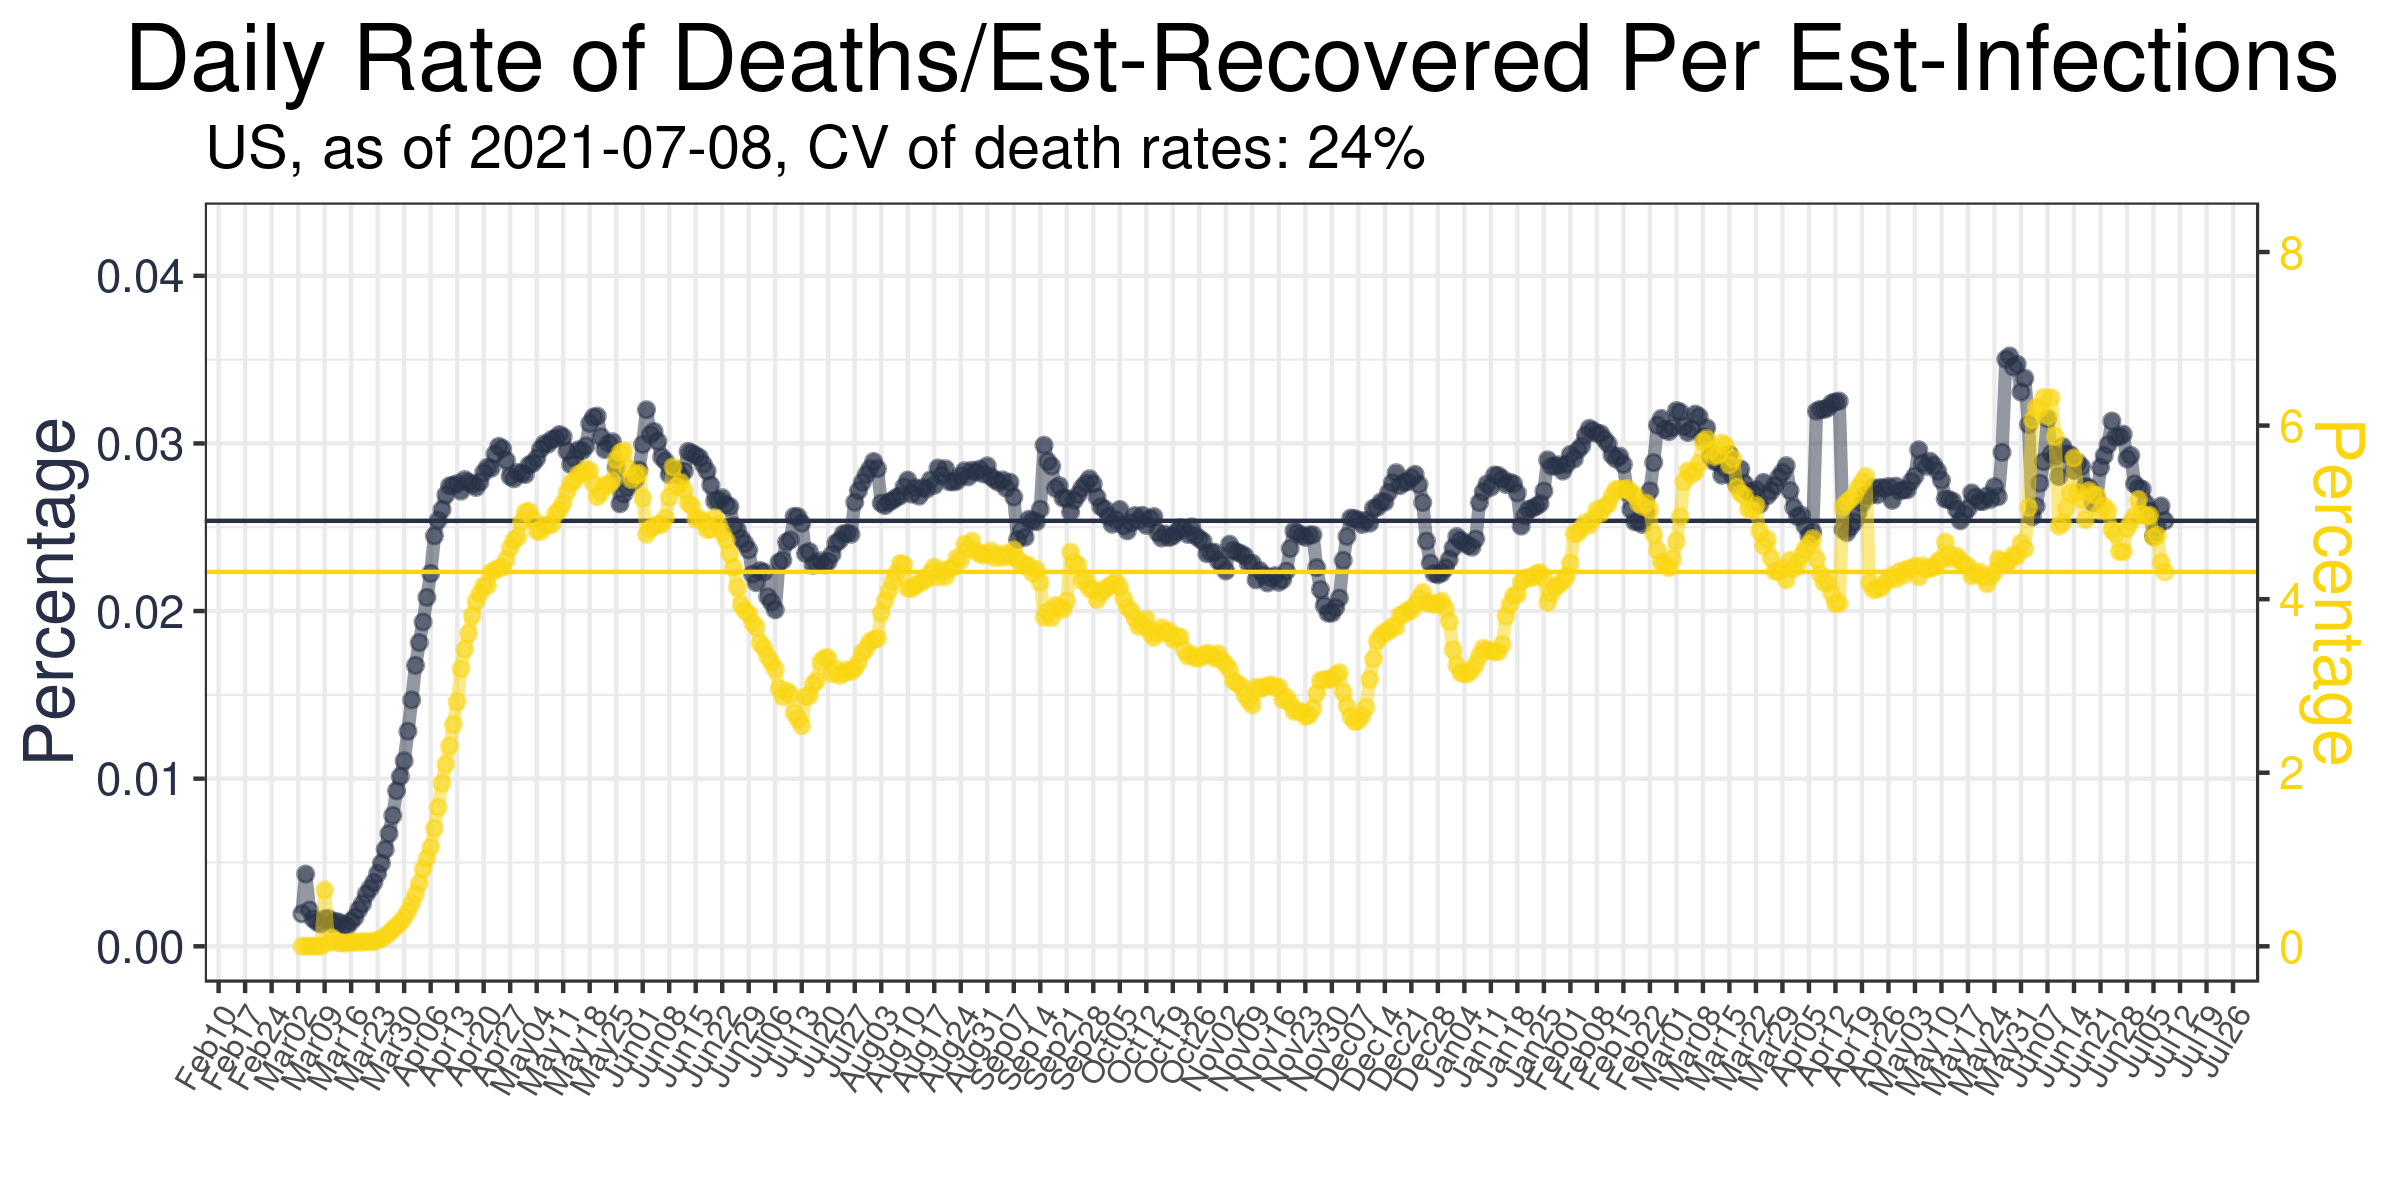 Daily Rate of Deaths/Est-Recovered Per Est-Infections
US, as of 2021-07-08, CV of death rates: 24%
Percentage
0.04
0.03
0.02
0.01
0.00
8
6
4
2
0
Percentage
Feb10
Feb17
Feb24
Mar02
Mar09
Mar16
Mar23
Mar30
Apr06
Apr13
Apr20
Apr27
May04
May11
May18
May25
Jun01
Jun08
Jun15
Jun22
Jun29
Jul06
Jul13
Jul20
Jul27
Aug03
Aug10
Aug17
Aug24
Aug31
Sep07
Sep14
Sep21
Sep28
Oct05
Oct12
Oct19
Oct26
Nov02
Nov09
Nov16
Nov23
Nov30
Dec07
Dec14
Dec21
Dec28
Jan04
Jan11
Jan18
Jan25
Feb01
Feb08
Feb15
Feb22
Mar01
Mar08
Mar15
Mar22
Mar29
Apr05
Apr12
Apr19
Apr26
May03
May10
May17
May24
May31
Jun07
Jun14
Jun21
Jun28
Jul05
Jul12
Jul19
Jul26